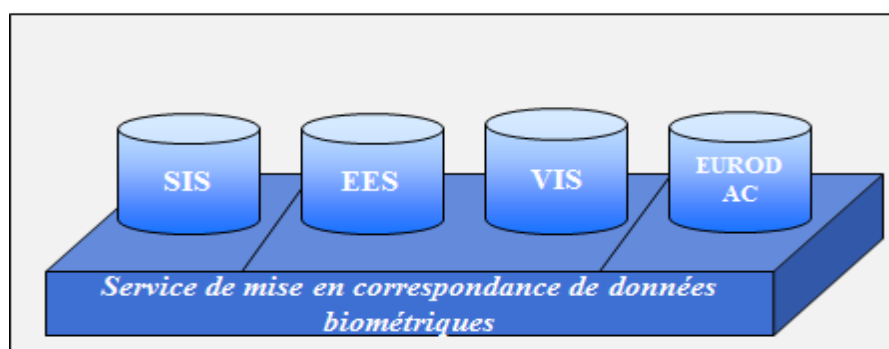 SIS
EES
VIS
EUROD
AC
Service de mise en correspondance de données
biométriques